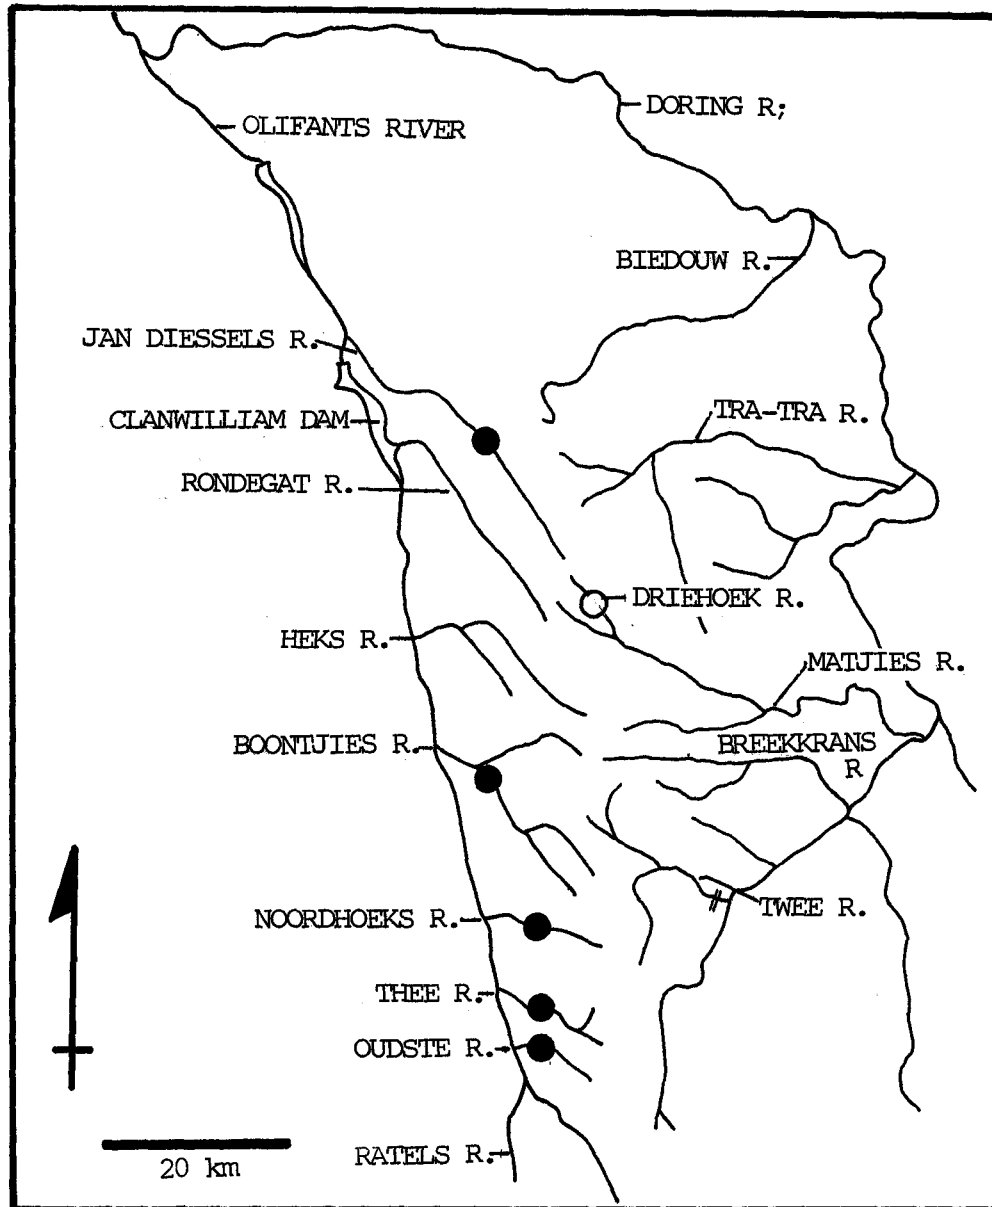 DORING R;
OLIFANTS RIVER
BIEDOUW R.
JAN DIESSELS R.
CLANWILLIAM DAM
TRA-TRA R.
RONDEGAT R.
DRIEHOEK R.
HEKS R.
MATJIES R.
BOONTJIES R.
BREEKKRANS
R
TWEE R.
NOORDHOEKS R.
THEE R.
OUDSTE R.
RATELS R.
20 km